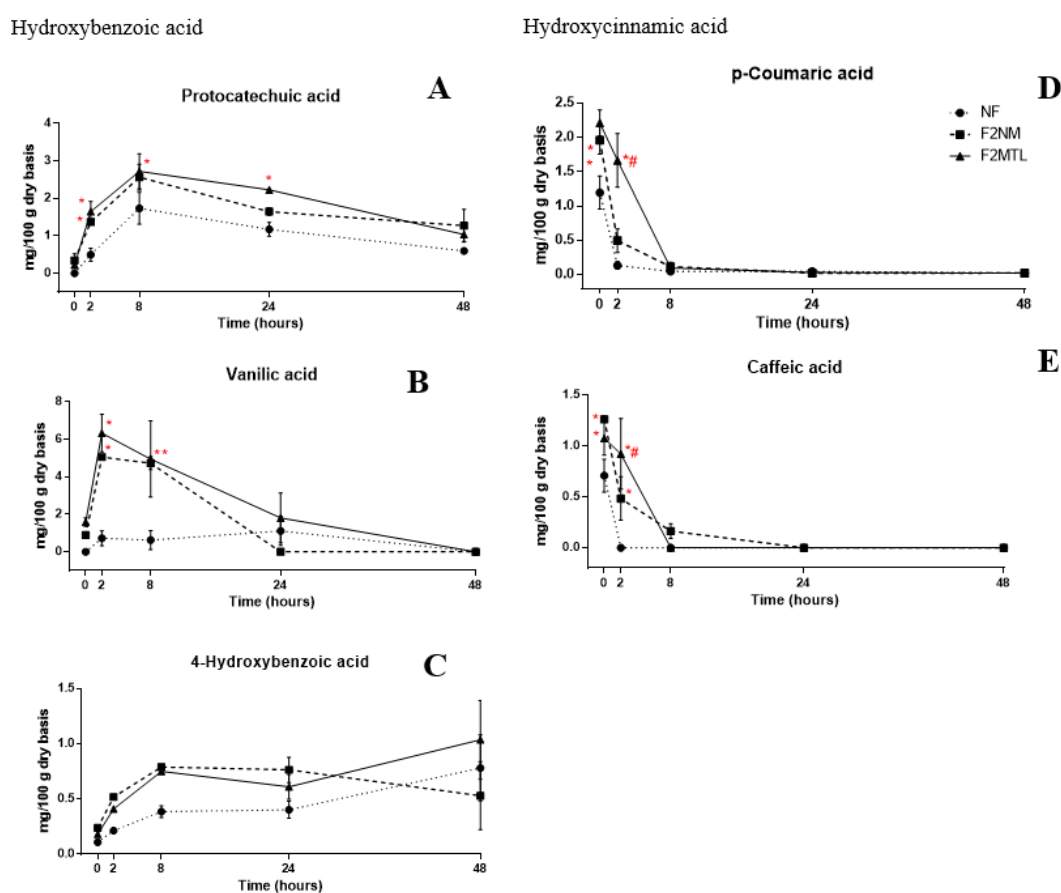 Hydroxybenzoic acid
Protocatechuic acid
A
mg/100 g dry basis
4
3
2
1
0
*
*
*
*
0 2 8 24 48
Time (hours)
Vanilic acid
B
mg/100 g dry basis
8
6
4
2
0
*
*
**
0 2 8 24 48
Time (hours)
4-Hydroxybenzoic acid
C
mg/100 g dry basis
1.5
1.0
0.5
0.0
0 2 8 24 48
Time (hours)
Hydroxycinnamic acid
p-Coumaric acid
D
NF
F2NM
F2MTL
mg/100 g dry basis
2.5
2.0
1.5
1.0
0.5
0.0
*
*
*#
0 2 8 24 48
Time (hours)
Caffeic acid
E
mg/100 g dry basis
1.5
1.0
0.5
0.0
*
*
*#
*
0 2 8 24 48
Time (hours)